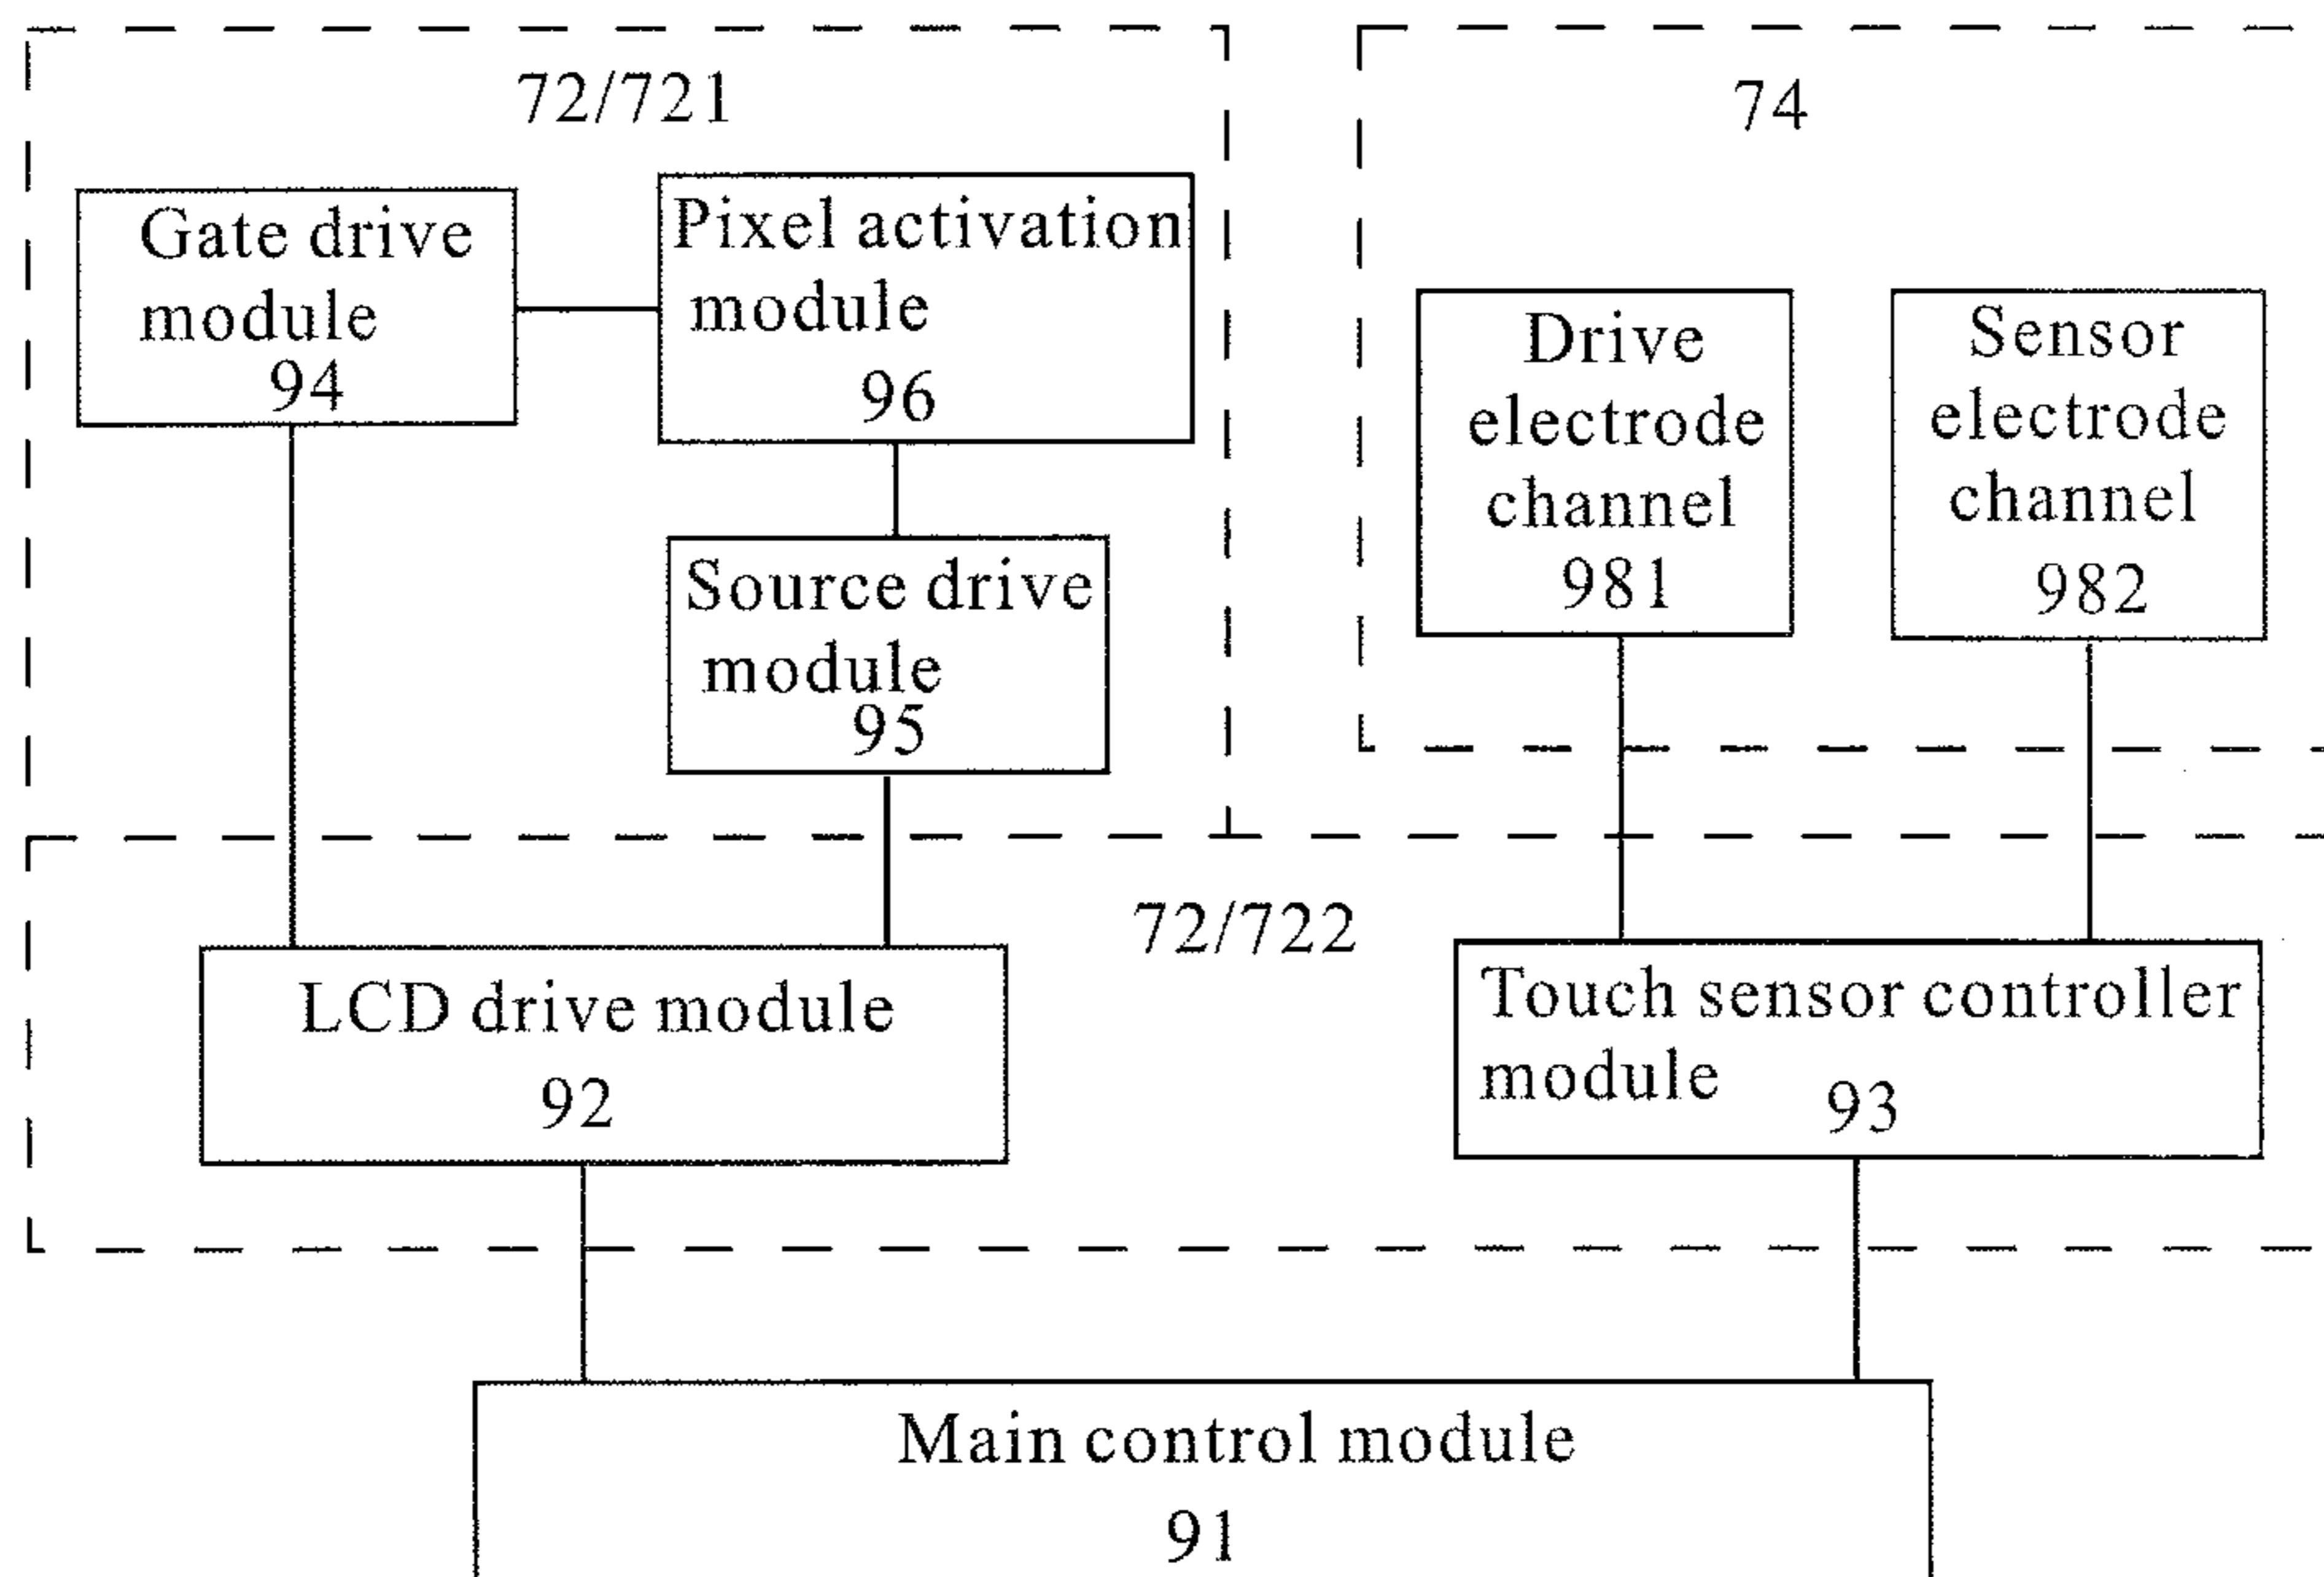 72/721
74
Gate drive
module
94
Pixel activation
module
96
Drive
electrode
channel
981
Sensor
electrode
channel
982
Source drive
module
95
72/722
LCD drive module
92
Touch sensor controller
module 93
Main control module
91